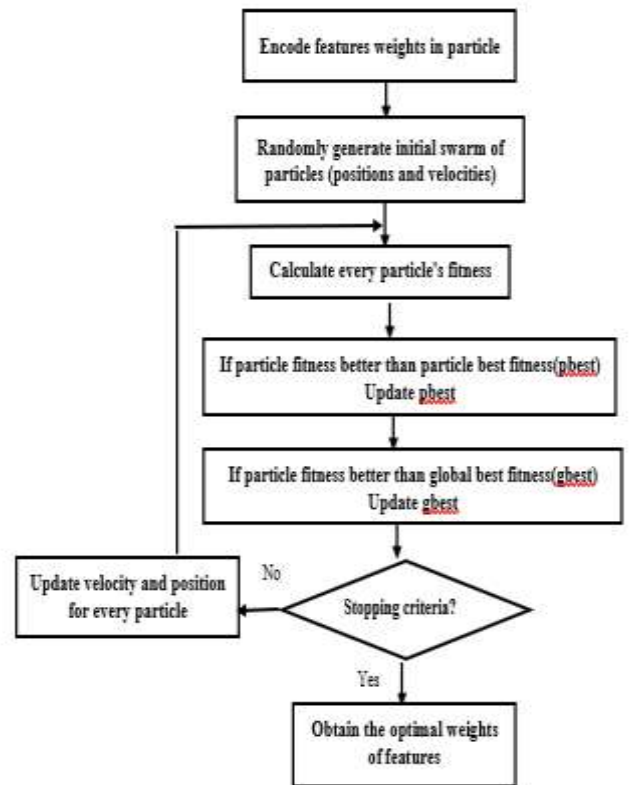 Encode features weights in particle
Randomly generate initial swarm of
particles (positions and velocities)
Calculate every particle's fitness
If particle fitness better than particle best fitness(pbest)
Update pbest
If particle fitness better than global best fitness(gbest)
Update gbest
Stopping criteria?
No
Update velocity and position
for every particle
Yes
Obtain the optimal weights
of features